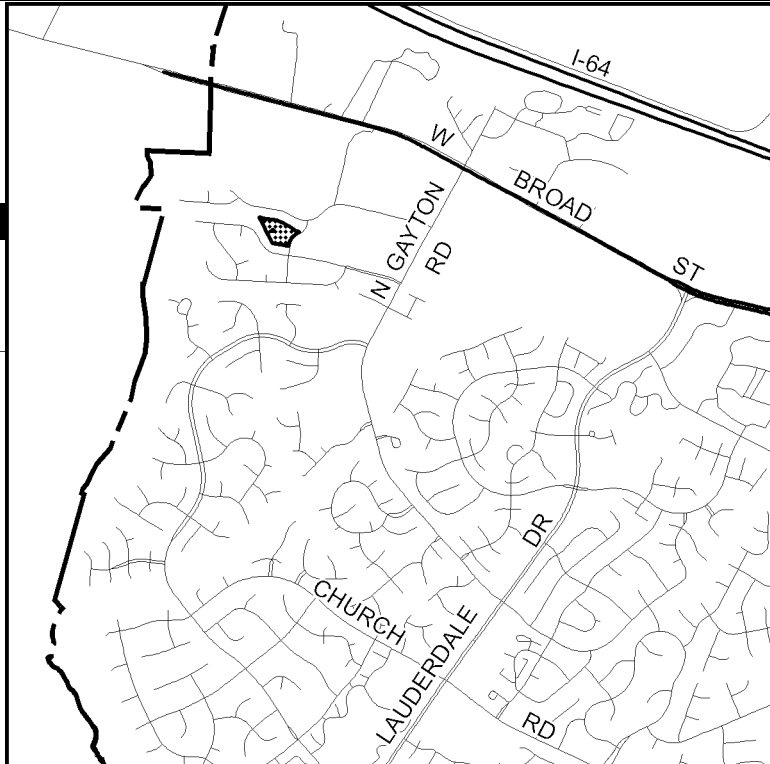 I-64
W
BROAD
ST
N GAYTON
RD
DR
CHURCH
LAUDERDALE
RD